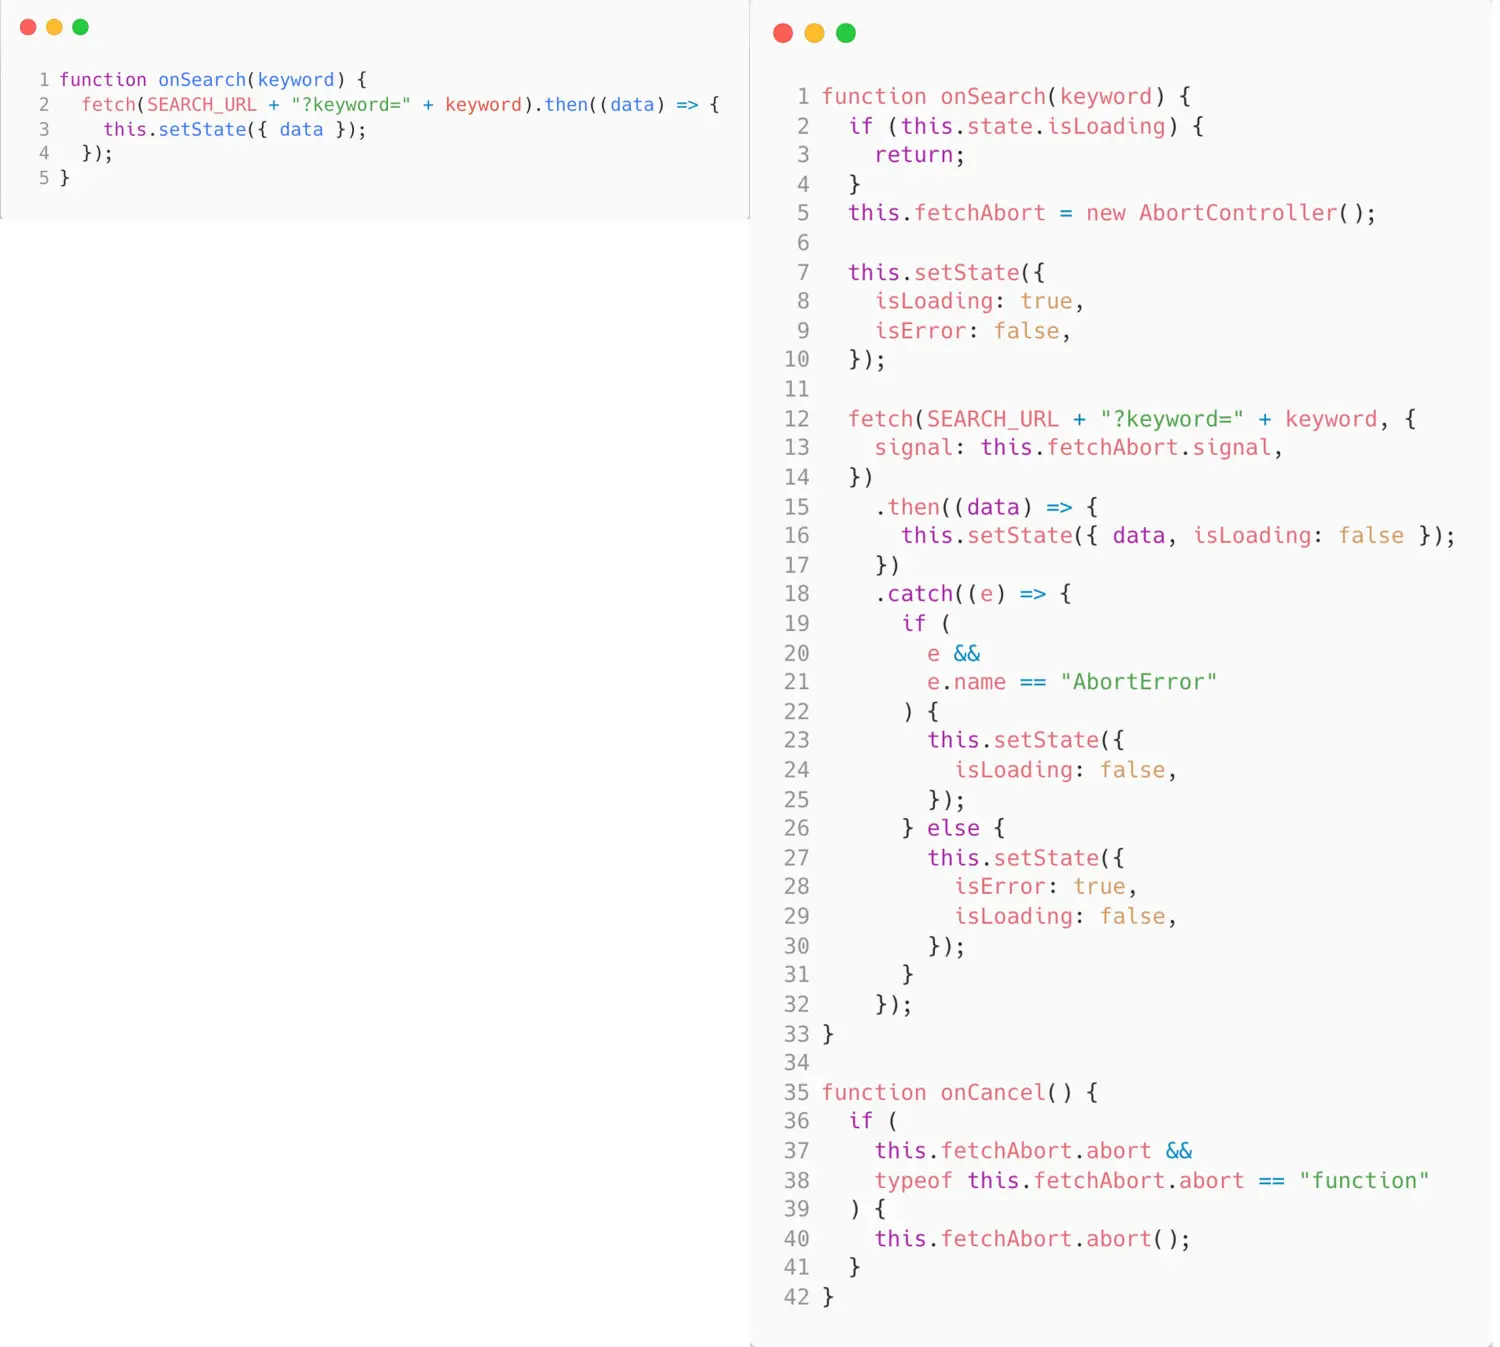 1 function onSearch(keyword) {
2   fetch(SEARCH_URL + "?keyword=" + keyword).then((data) => {
3     this.setState({ data });
4   });
5 }
1 function onSearch(keyword) {
2   if (this.state.isLoading) {
3     return;
4   }
5   this.fetchAbort = new AbortController();
6
7   this.setState({
8     isLoading: true,
9     isError: false,
10   });
11
12   fetch(SEARCH_URL + "?keyword=" + keyword, {
13     signal: this.fetchAbort.signal,
14   })
15     .then((data) => {
16       this.setState({ data, isLoading: false });
17     })
18     .catch((e) => {
19       if (
20         e &&
21         e.name == "AbortError"
22       ) {
23         this.setState({
24           isLoading: false,
25         });
26       } else {
27         this.setState({
28           isError: true,
29           isLoading: false,
30         });
31       }
32     });
33 }
34
35 function onCancel() {
36   if (
37     this.fetchAbort.abort &&
38     typeof this.fetchAbort.abort == "function"
39   ) {
40     this.fetchAbort.abort();
41   }
42 }